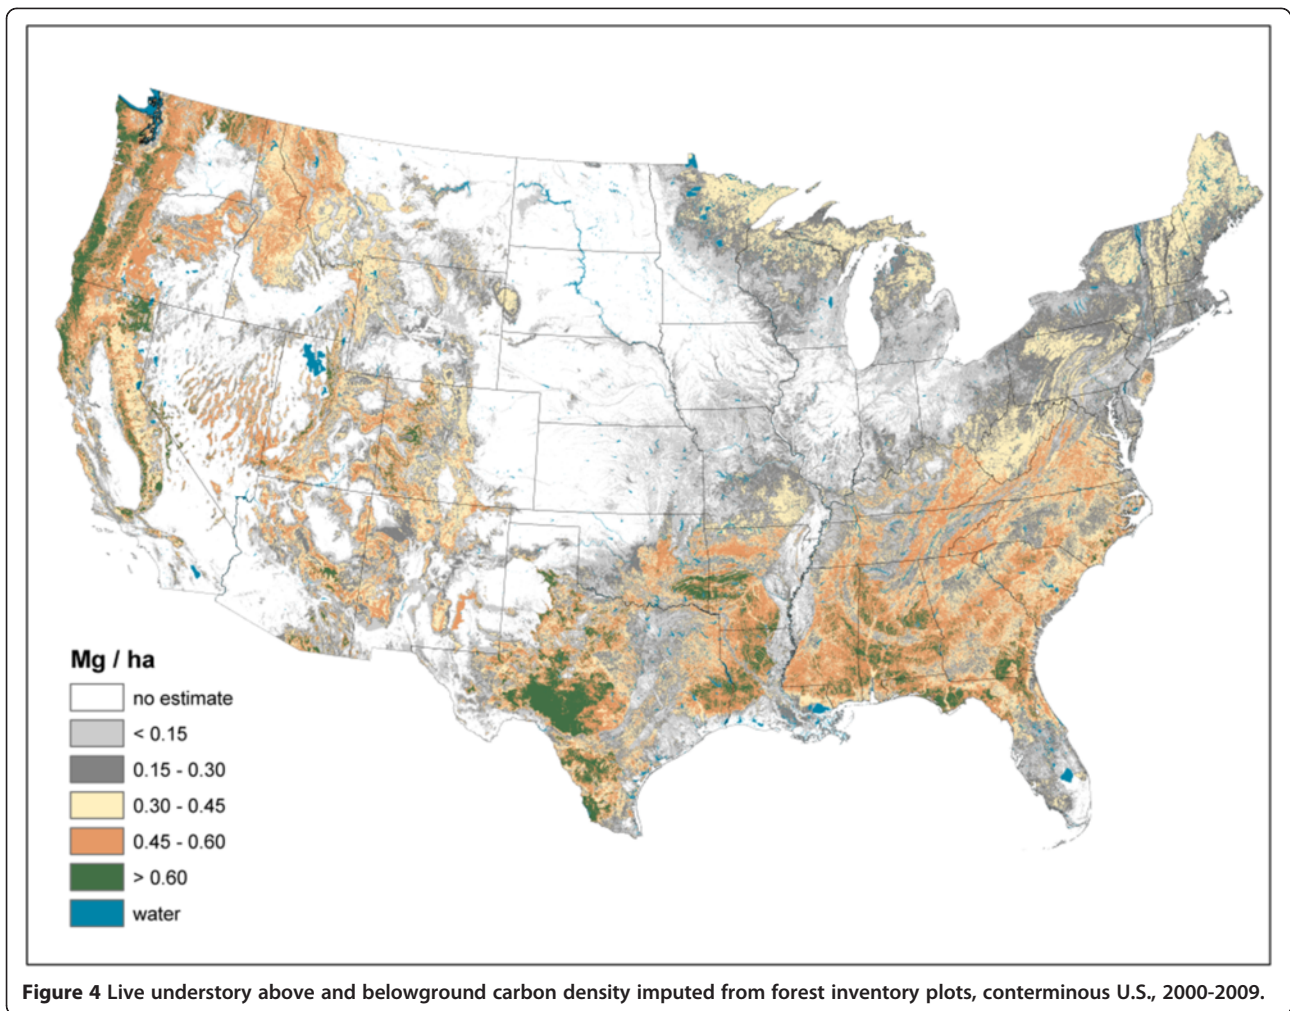 Mg / ha
no estimate
< 0.15
0.15 - 0.30
0.30 - 0.45
0.45 - 0.60
> 0.60
water
Figure 4 Live understory above and belowground carbon density imputed from forest inventory plots, conterminous U.S., 2000-2009.